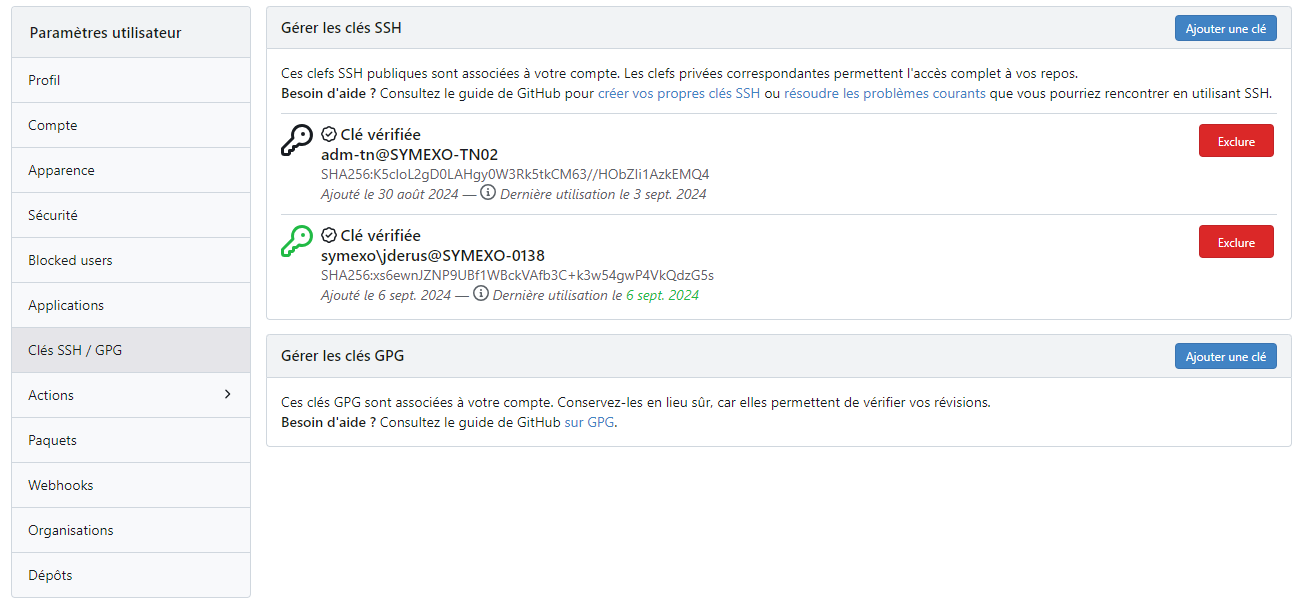 Paramètres utilisateur
Profil
Compte
Apparence
Sécurité
Blocked users
Applications
Clés SSH / GPG
Actions
Paquets
Webhooks
Organisations
Dépôts
Gérer les clés SSH
Ajouter une clé
Ces clefs SSH publiques sont associées à votre compte. Les clefs privées correspondantes permettent l'accès complet à vos repos.
Besoin d'aide ? Consultez le guide de GitHub pour créer vos propres clés SSH ou résoudre les problèmes courants que vous pourriez rencontrer en utilisant SSH.
Clé vérifiée
adm-tn@SYMEXO-TN02
SHA256:K5cIoL2gD0LAHgy0W3Rk5tkCM63//HObZIi1AzkEMQ4
Ajouté le 30 août 2024 — Dernière utilisation le 3 sept. 2024
Exclure
Clé vérifiée
symexo\jderus@SYMEXO-0138
SHA256:xs6ewnJZNP9UBf1WBckVAfb3C+k3w54gwP4VkQdzG5s
Ajouté le 6 sept. 2024 — Dernière utilisation le 6 sept. 2024
Exclure
Gérer les clés GPG
Ajouter une clé
Ces clés GPG sont associées à votre compte. Conservez-les en lieu sûr, car elles permettent de vérifier vos révisions.
Besoin d'aide ? Consultez le guide de GitHub sur GPG.